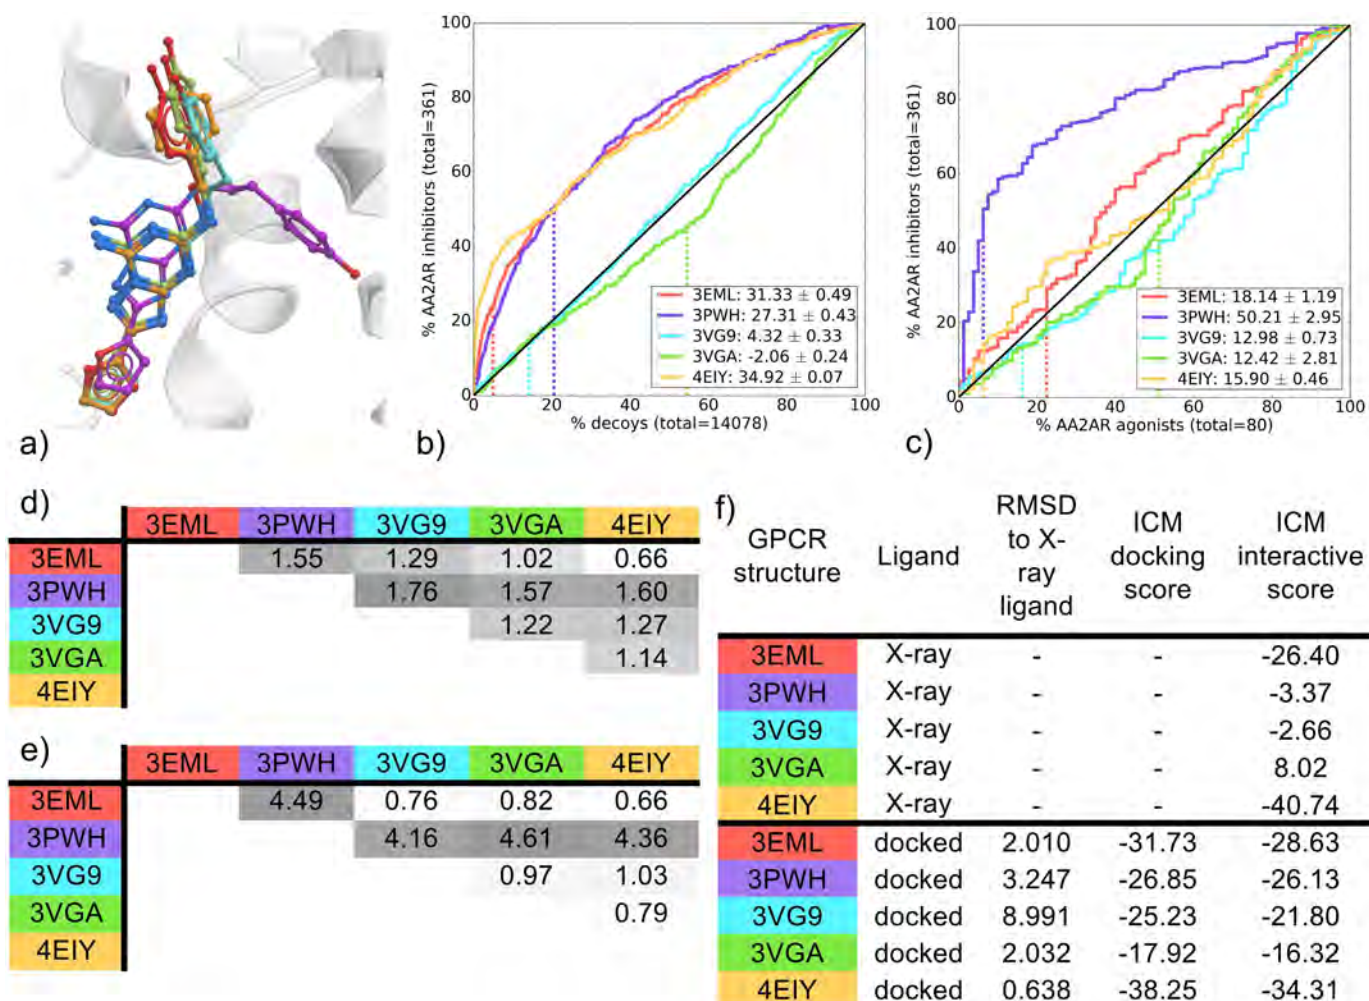 a)
b)
100
80
60
40
20
0
0 20 40 60 80 100
% AA2AR inhibitors (total=361)
% decoys (total=14078)
3EML: 31.33 ± 0.49
3PWH: 27.31 ± 0.43
3VG9: 4.32 ± 0.33
3VGA: -2.06 ± 0.24
4EIY: 34.92 ± 0.07
c)
100
80
60
40
20
0
0 20 40 60 80 100
% AA2AR inhibitors (total=361)
% AA2AR agonists (total=80)
3EML: 18.14 ± 1.19
3PWH: 50.21 ± 2.95
3VG9: 12.98 ± 0.73
3VGA: 12.42 ± 2.81
4EIY: 15.90 ± 0.46
d)
3EML 3PWH 3VG9 3VGA 4EIY
3EML 1.55 1.29 1.02 0.66
3PWH 1.76 1.57 1.60
3VG9 1.22 1.27
3VGA 1.14
4EIY
e)
3EML 3PWH 3VG9 3VGA 4EIY
3EML 4.49 0.76 0.82 0.66
3PWH 4.16 4.61 4.36
3VG9 0.97 1.03
3VGA 0.79
4EIY
f)
GPCR
structure
Ligand
RMSD
to X-
ray
ligand
ICM
docking
score
ICM
interactive
score
3EML X-ray - - -26.40
3PWH X-ray - - -3.37
3VG9 X-ray - - -2.66
3VGA X-ray - - 8.02
4EIY X-ray - - -40.74
3EML docked 2.010 -31.73 -28.63
3PWH docked 3.247 -26.85 -26.13
3VG9 docked 8.991 -25.23 -21.80
3VGA docked 2.032 -17.92 -16.32
4EIY docked 0.638 -38.25 -34.31